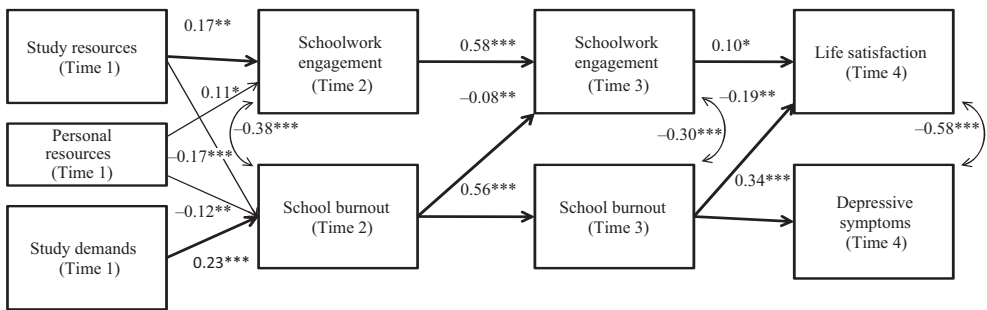 Study resources
(Time 1)
Personal
resources
(Time 1)
Study demands
(Time 1)
0.17**
0.11*
–0.38***
–0.17***
–0.12**
0.23***
Schoolwork
engagement
(Time 2)
School burnout
(Time 2)
0.58***
–0.08**
0.56***
Schoolwork
engagement
(Time 3)
–0.30***
School burnout
(Time 3)
0.10*
–0.19**
0.34***
Life satisfaction
(Time 4)
–0.58***
Depressive
symptoms
(Time 4)